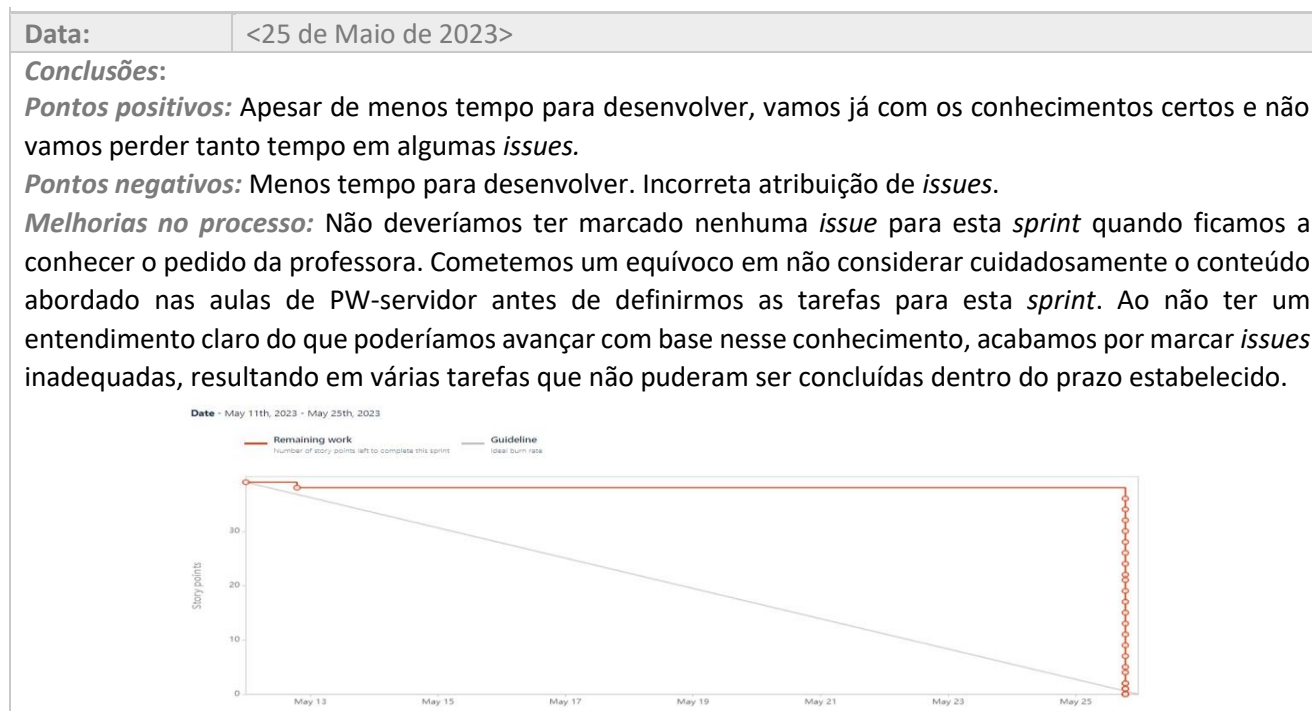 Data: <25 de Maio de 2023>
Conclusões:
Pontos positivos: Apesar de menos tempo para desenvolver, vamos já com os conhecimentos certos e não
vamos perder tanto tempo em algumas issues.
Pontos negativos: Menos tempo para desenvolver. Incorreta atribuição de issues.
Melhorias no processo: Não deveríamos ter marcado nenhuma issue para esta sprint quando ficamos a
conhecer o pedido da professora. Cometemos um equívoco em não considerar cuidadosamente o conteúdo
abordado nas aulas de PW-servidor antes de definirmos as tarefas para esta sprint. Ao não ter um
entendimento claro do que poderíamos avançar com base nesse conhecimento, acabamos por marcar issues
inadequadas, resultando em várias tarefas que não puderam ser concluídas dentro do prazo estabelecido.
Date - May 11th, 2023 - May 25th, 2023
Remaining work Guideline
Number of story points left to complete this sprint Ideal burn rate
30
20
10
0
Story points
May 13 May 15 May 17 May 19 May 21 May 23 May 25